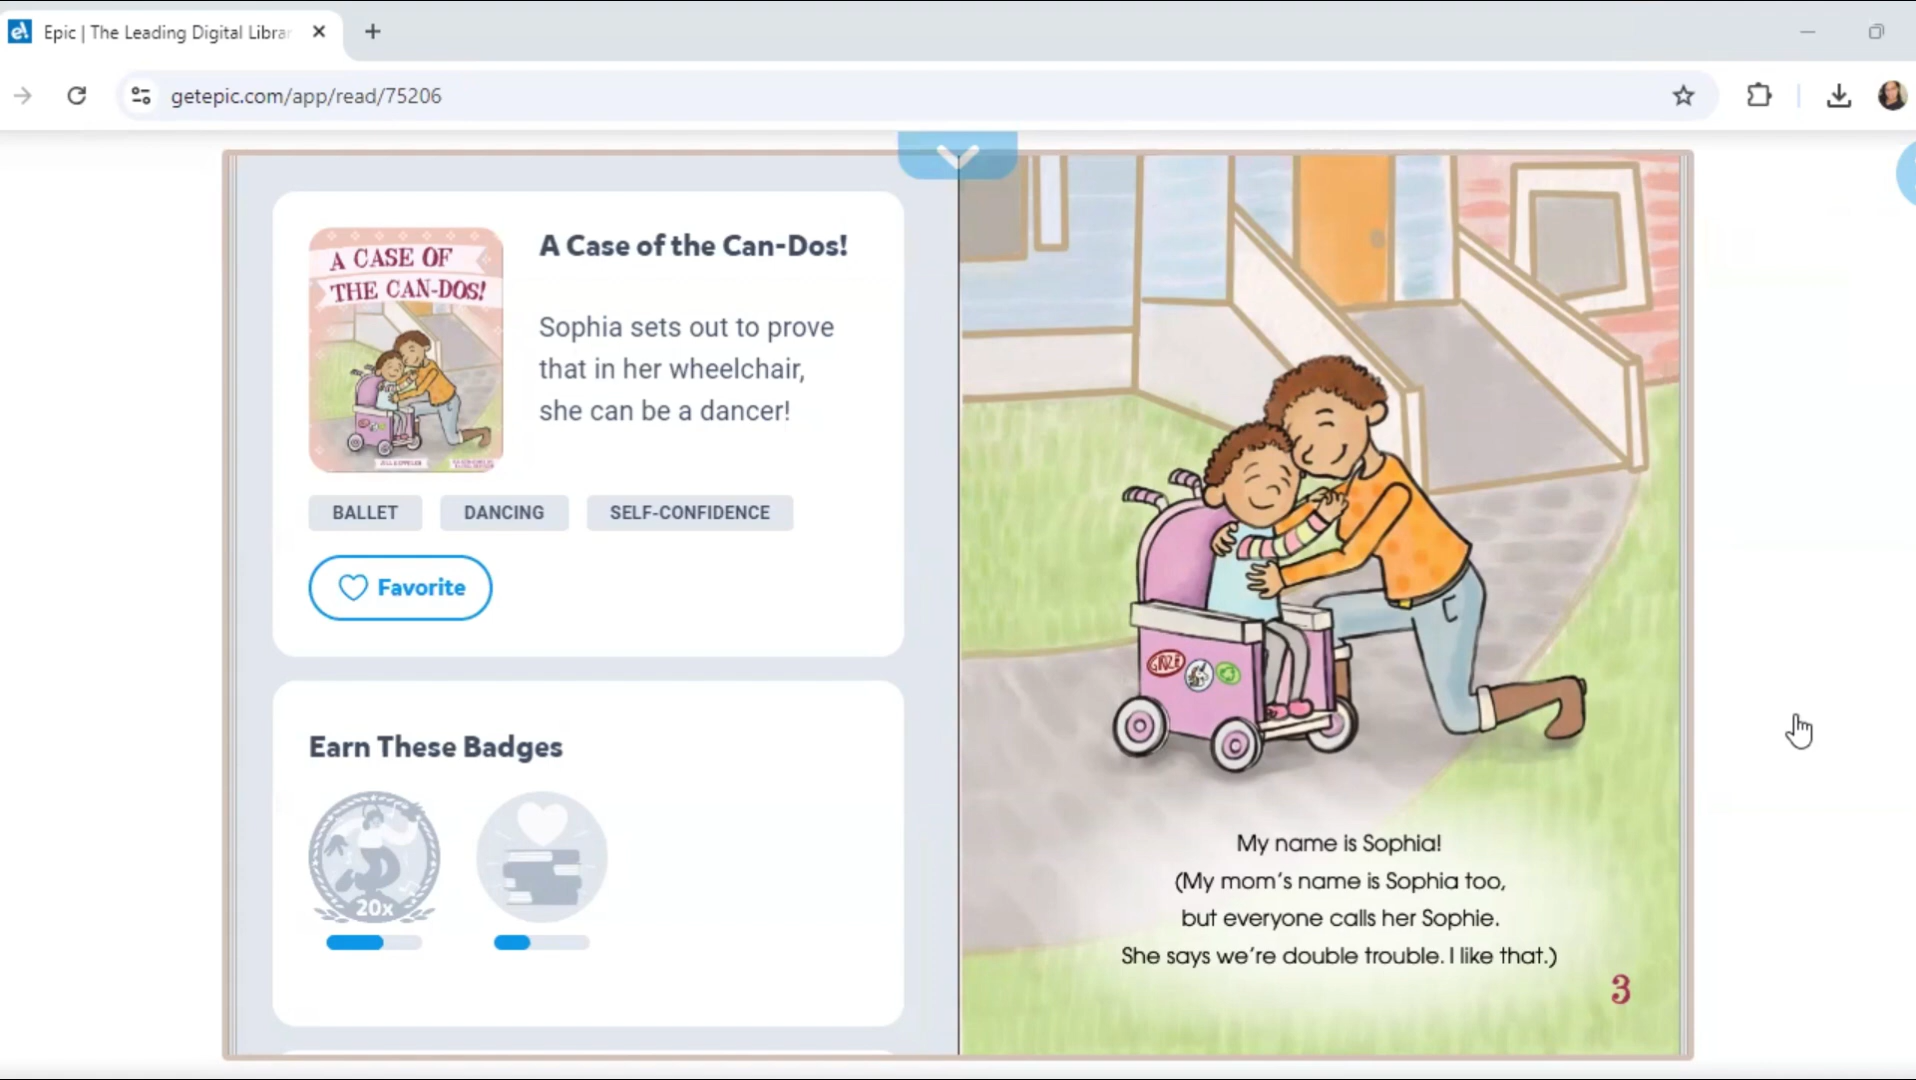 Epic | The Leading Digital Librar
getepic.com/app/read/75206
A CASE OF
THE CAN-DOS!
A Case of the Can-Dos!
Sophia sets out to prove
that in her wheelchair,
she can be a dancer!
BALLET
DANCING
SELF-CONFIDENCE
Favorite
Earn These Badges
20x
My name is Sophia!
(My mom's name is Sophia too,
but everyone calls her Sophie.
She says we're double trouble. I like that.)
3